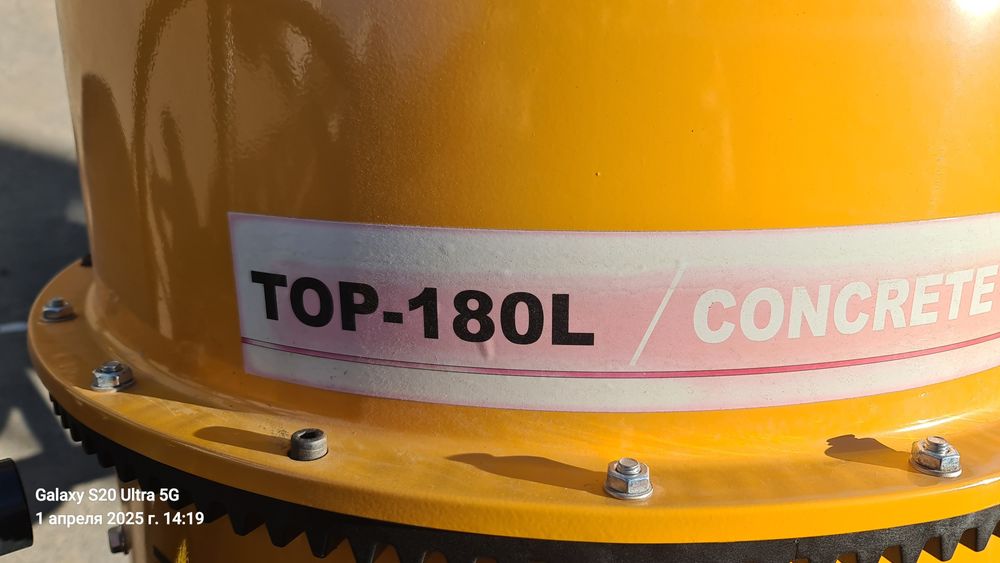 TOP-180L / CONCRETE
Galaxy S20 Ultra 5G
1 апреля 2025 г. 14:19